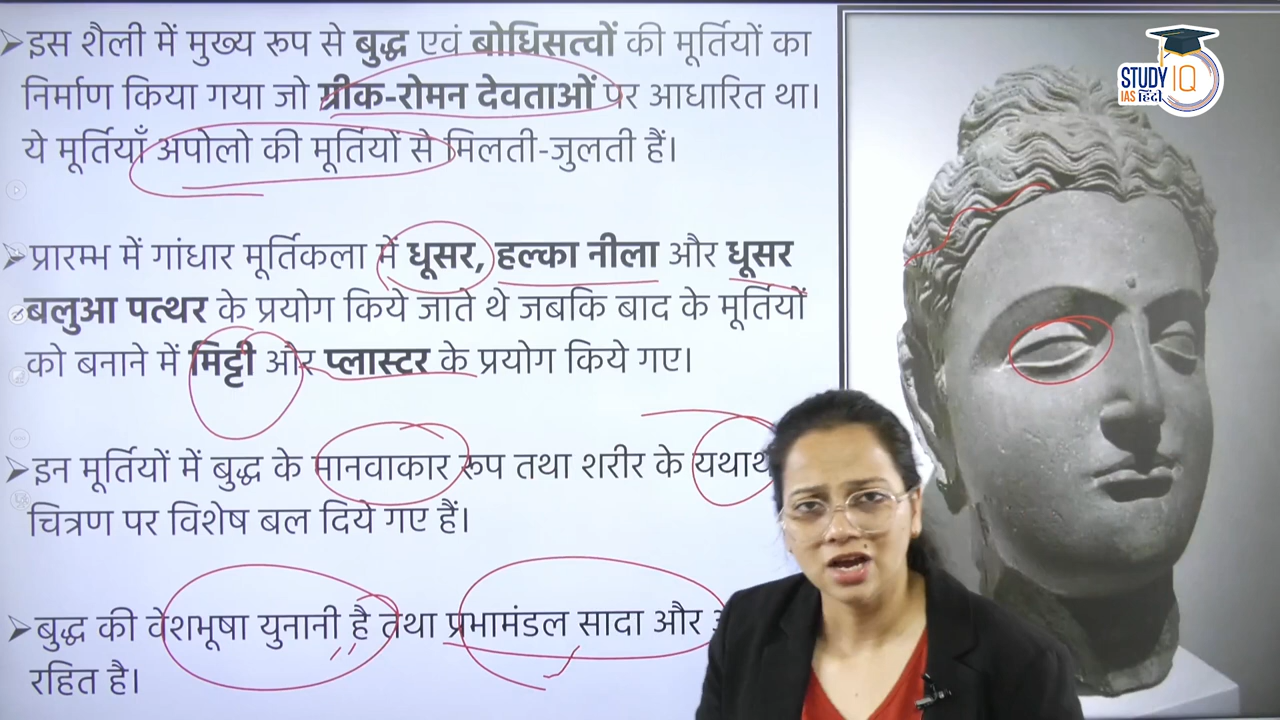 इस शैली में मुख्य रूप से बुद्ध एवं बोधिसत्वों की मूर्तियों का
निर्माण किया गया जो ग्रीक-रोमन देवताओं पर आधारित था।
ये मूर्तियाँ अपोलो की मूर्तियों से मिलती-जुलती हैं।
प्रारम्भ में गांधार मूर्तिकला में धूसर, हल्का नीला और धूसर
बलुआ पत्थर के प्रयोग किये जाते थे जबकि बाद के मूर्तियों
को बनाने में मिट्टी और प्लास्टर के प्रयोग किये गए।
इन मूर्तियों में बुद्ध के मानवाकार रूप तथा शरीर के
चित्रण पर विशेष बल दिये गए हैं।
बुद्ध की वेशभूषा युनानी है तथा प्रभामंडल सादा और
रहित है।
STUDY IQ
IAS हिंदी